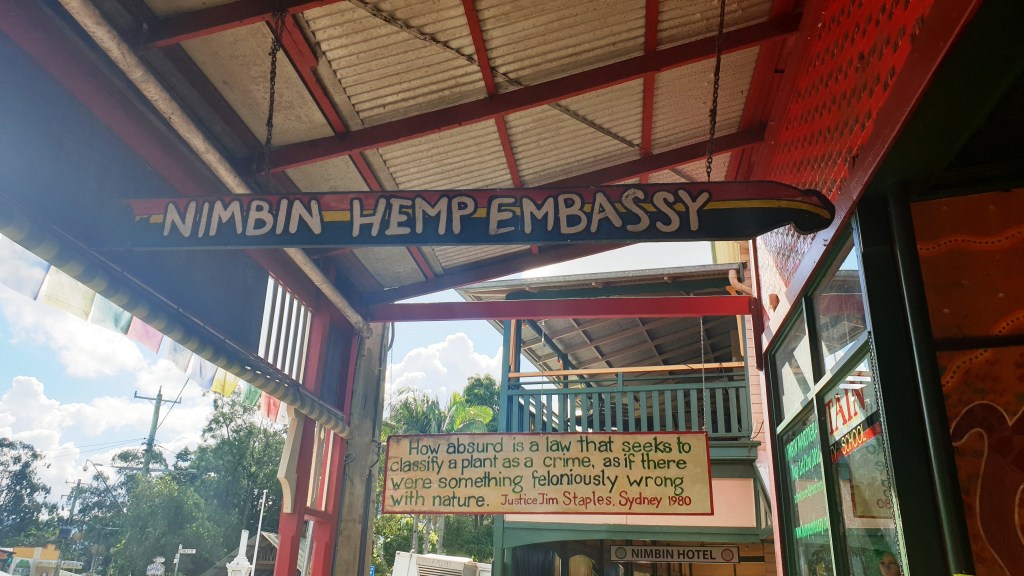 NIMBIN HEMP EMBASSY
How absurd is a law that seeks to
classify a plant as a crime, as if there
were something feloniously wrong
with nature. Justice Jim Staples, Sydney 1980
NIMBIN HOTEL
TAIN
SCHOOL